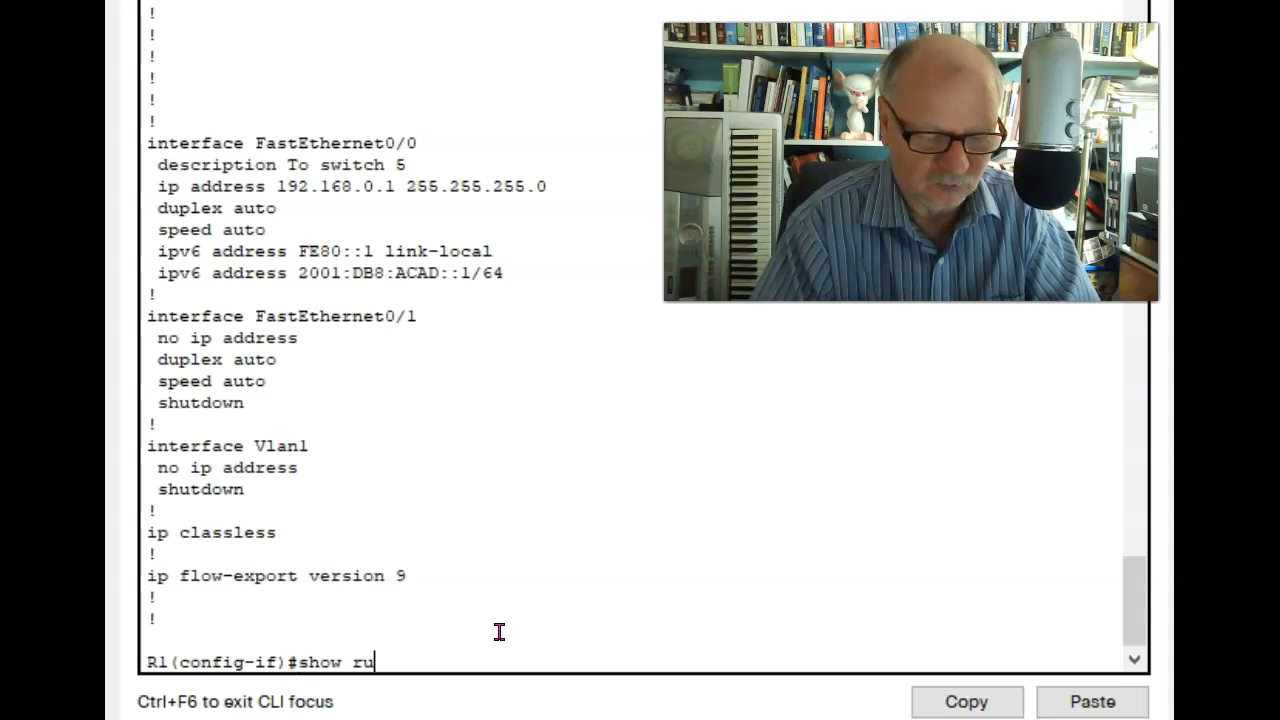 !
!
!
!
!
!
interface FastEthernet0/0
description To switch 5
ip address 192.168.0.1 255.255.255.0
duplex auto
speed auto
ipv6 address FE80::1 link-local
ipv6 address 2001:DB8:ACAD::1/64
!
interface FastEthernet0/1
no ip address
duplex auto
speed auto
shutdown
!
interface Vlan1
no ip address
shutdown
!
ip classless
!
ip flow-export version 9
!
!
R1(config-if)#show ru
Ctrl+F6 to exit CLI focus
Copy
Paste